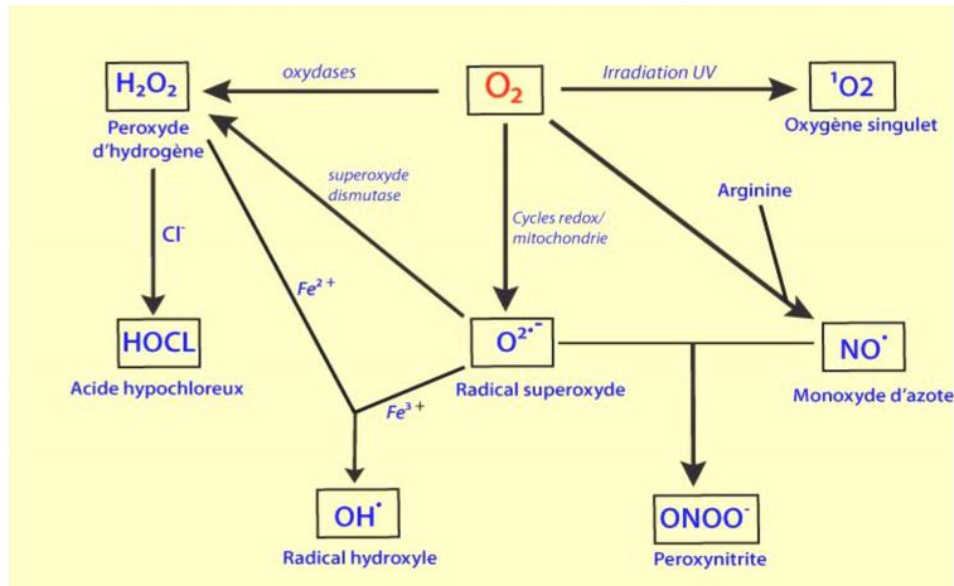 oxydases
Irradiation UV
H₂O₂
O₂
¹O2
Peroxyde
d'hydrogène
Oxygène singulet
superoxyde
dismutase
Arginine
Cycles redox/
mitochondrie
Cl⁻
Fe²⁺
HOCL
O²·⁻
NO·
Acide hypochloreux
Radical superoxyde
Monoxyde d'azote
Fe³⁺
OH·
ONOO⁻
Radical hydroxyle
Peroxynitrite